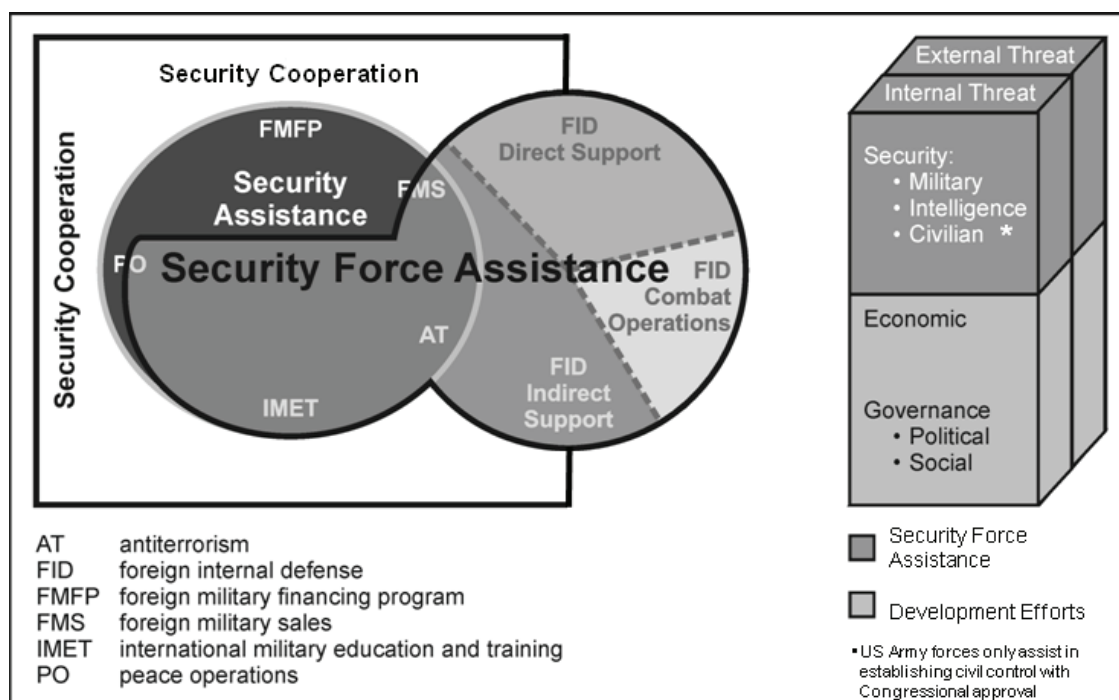 Security Cooperation
Security Cooperation
FMFP
Security
Assistance
FMS
PO
Security Force Assistance
AT
IMET
FID
Direct Support
FID
Combat
Operations
FID
Indirect
Support
External Threat
Internal Threat
Security:
• Military
• Intelligence
• Civilian *
Economic
Governance
• Political
• Social
Security Force
Assistance
Development Efforts
*US Army forces only assist in
establishing civil control with
Congressional approval
AT antiterrorism
FID foreign internal defense
FMFP foreign military financing program
FMS foreign military sales
IMET international military education and training
PO peace operations